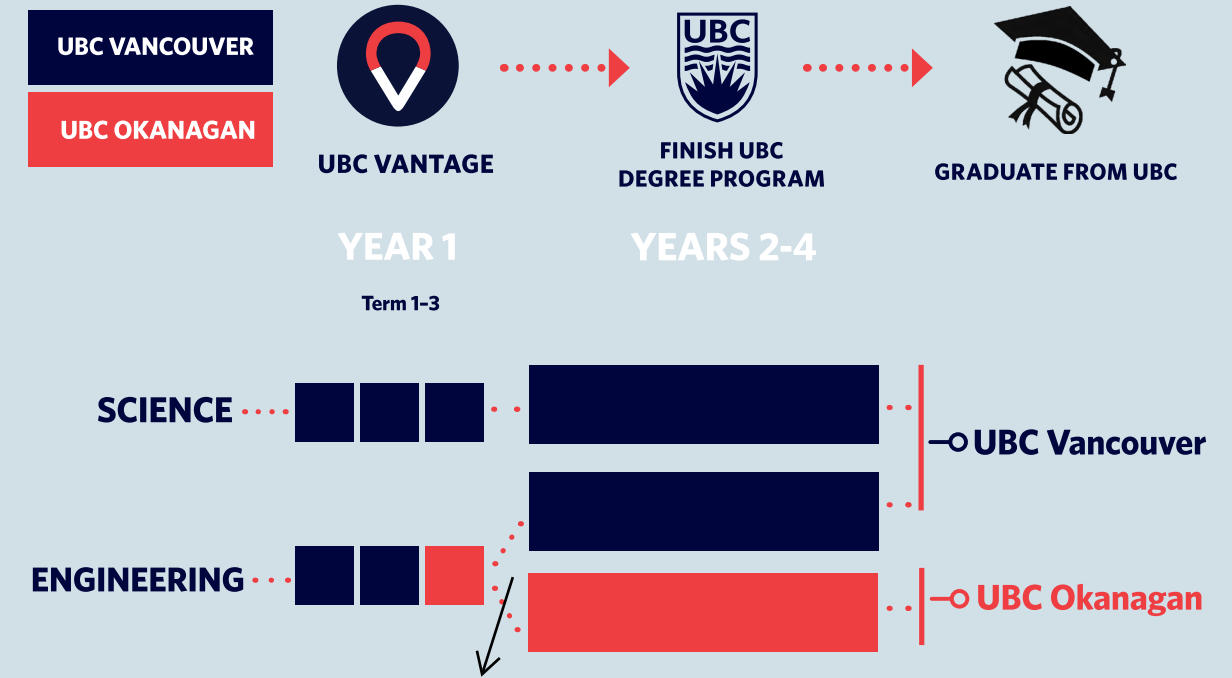 UBC VANCOUVER
UBC OKANAGAN
UBC
UBC VANTAGE
FINISH UBC
DEGREE PROGRAM
GRADUATE FROM UBC
YEAR 1
YEARS 2-4
Term 1–3
SCIENCE
UBC Vancouver
ENGINEERING
UBC Okanagan